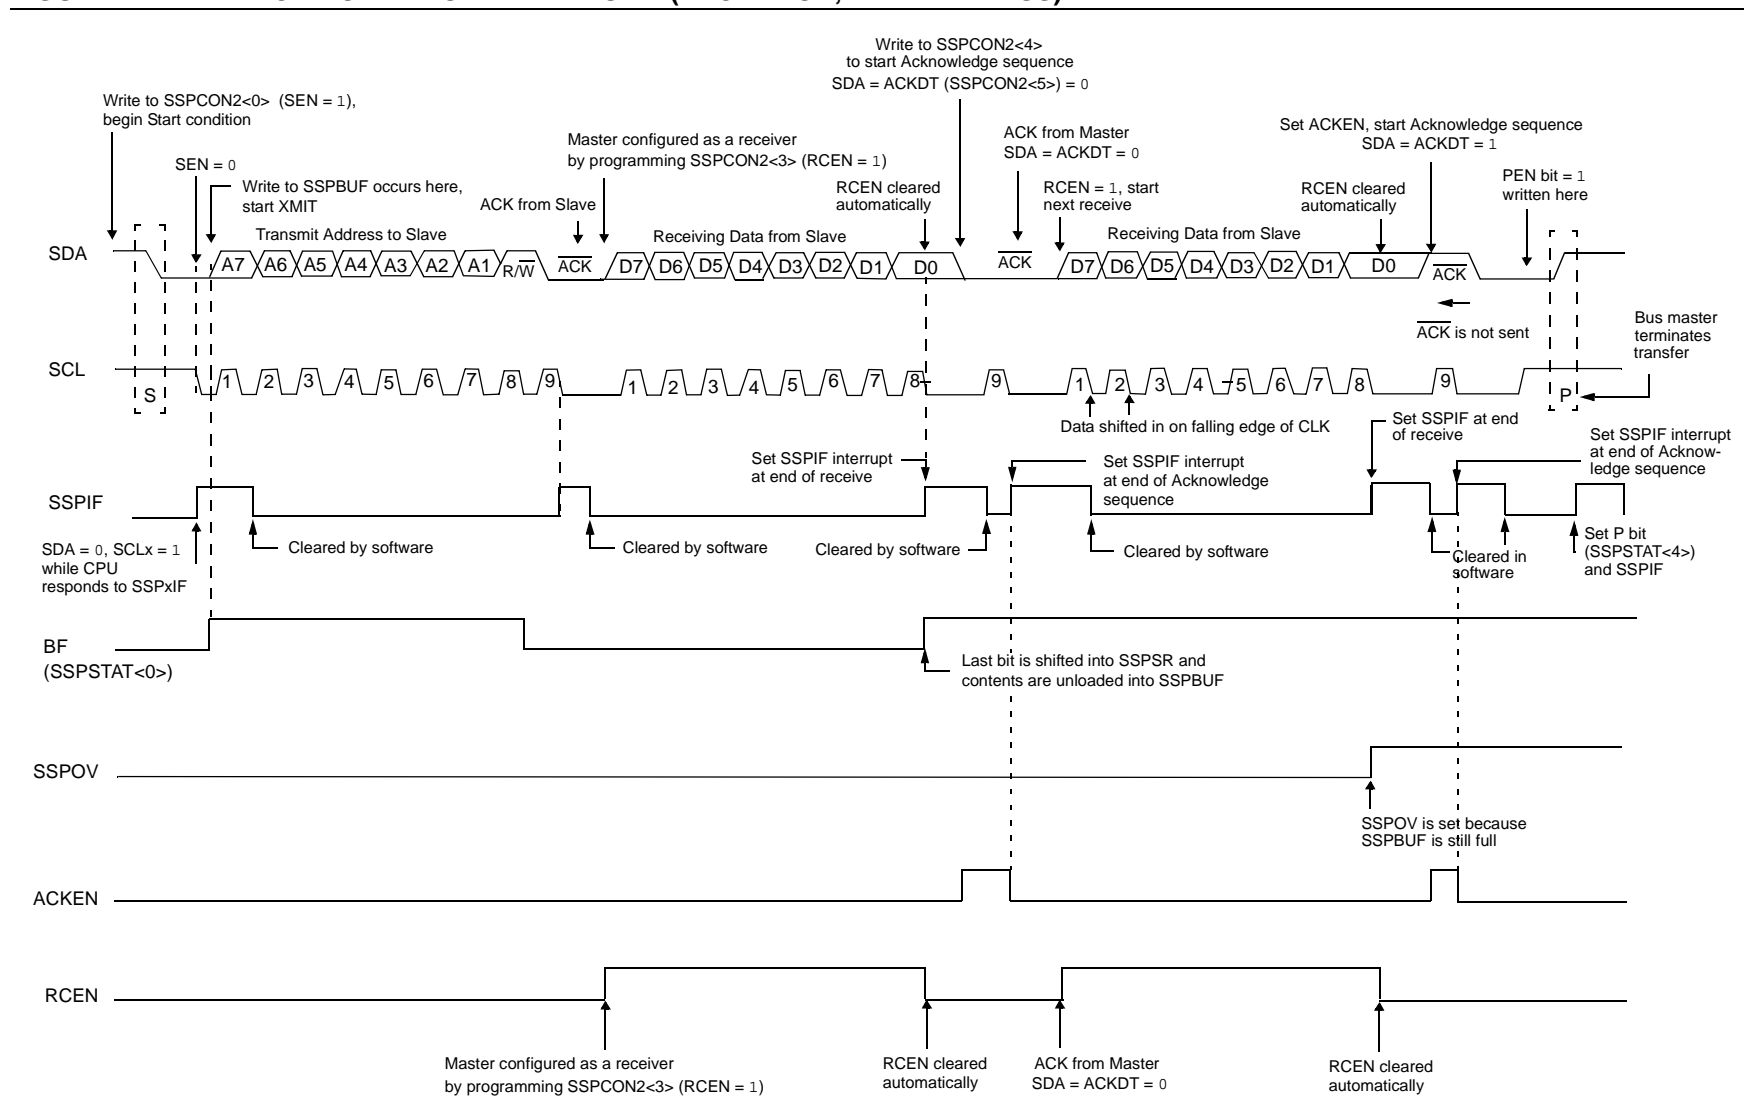 Write to SSPCON2<4>
to start Acknowledge sequence
SDA = ACKDT (SSPCON2<5>) = 0
Write to SSPCON2<0> (SEN = 1),
begin Start condition
Master configured as a receiver
by programming SSPCON2<3> (RCEN = 1)
ACK from Master
SDA = ACKDT = 0
Set ACKEN, start Acknowledge sequence
SDA = ACKDT = 1
SEN = 0
Write to SSPBUF occurs here,
start XMIT
ACK from Slave
RCEN cleared
automatically
RCEN = 1, start
next receive
RCEN cleared
automatically
PEN bit = 1
written here
Transmit Address to Slave
Receiving Data from Slave
Receiving Data from Slave
SDA
A7 A6 A5 A4 A3 A2 A1 R/W ACK D7 D6 D5 D4 D3 D2 D1 D0 ACK D7 D6 D5 D4 D3 D2 D1 D0 ACK
ACK is not sent
Bus master
terminates
transfer
SCL
S 1 2 3 4 5 6 7 8 9 1 2 3 4 5 6 7 8 9 1 2 3 4 5 6 7 8 9 P
Data shifted in on falling edge of CLK
Set SSPIF at end
of receive
Set SSPIF interrupt
at end of Acknow-
ledge sequence
Set SSPIF interrupt
at end of receive
Set SSPIF interrupt
at end of Acknowledge
sequence
SSPIF
SDA = 0, SCLx = 1
while CPU
responds to SSPxIF
Cleared by software
Cleared by software
Cleared by software
Cleared by software
Cleared in
software
Set P bit
(SSPSTAT<4>)
and SSPIF
BF
(SSPSTAT<0>)
Last bit is shifted into SSPSR and
contents are unloaded into SSPBUF
SSPOV
SSPOV is set because
SSPBUF is still full
ACKEN
RCEN
Master configured as a receiver
by programming SSPCON2<3> (RCEN = 1)
RCEN cleared
automatically
ACK from Master
SDA = ACKDT = 0
RCEN cleared
automatically